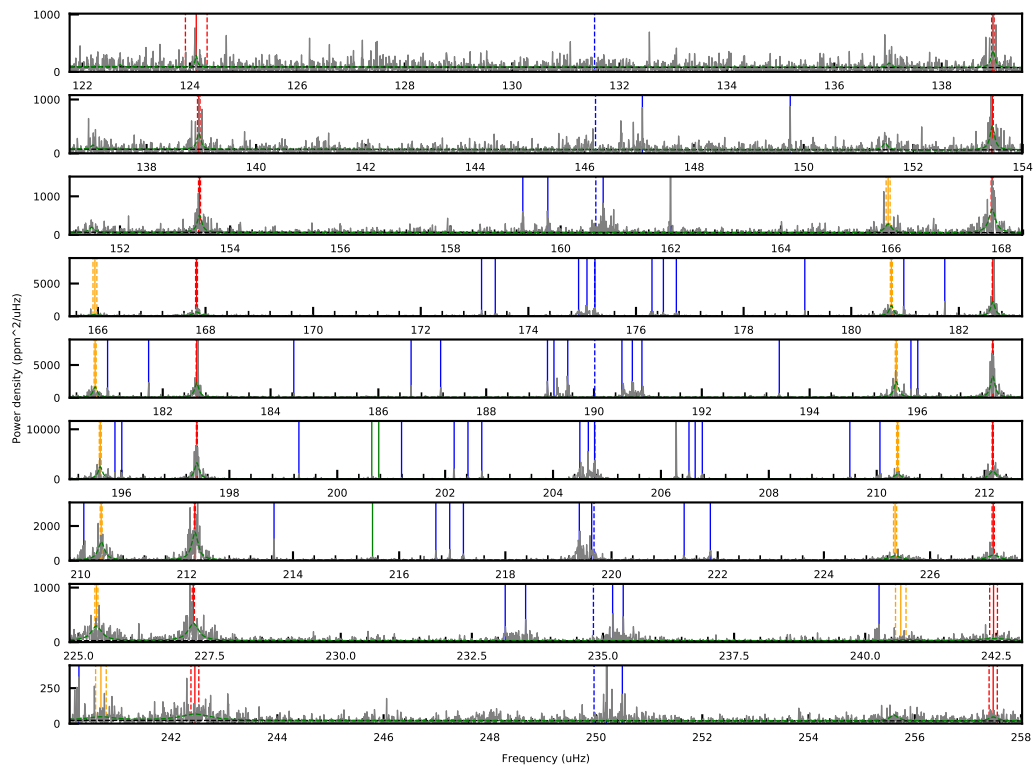 1000
0
122 124 126 128 130 132 134 136 138
1000
0
138 140 142 144 146 148 150 152 154
1000
0
152 154 156 158 160 162 164 166 168
5000
0
166 168 170 172 174 176 178 180 182
5000
0
182 184 186 188 190 192 194 196
Power density (ppm^2/uHz)
10000
0
196 198 200 202 204 206 208 210 212
2000
0
210 212 214 216 218 220 222 224 226
1000
0
225.0 227.5 230.0 232.5 235.0 237.5 240.0 242.5
250
0
242 244 246 248 250 252 254 256 258
Frequency (uHz)